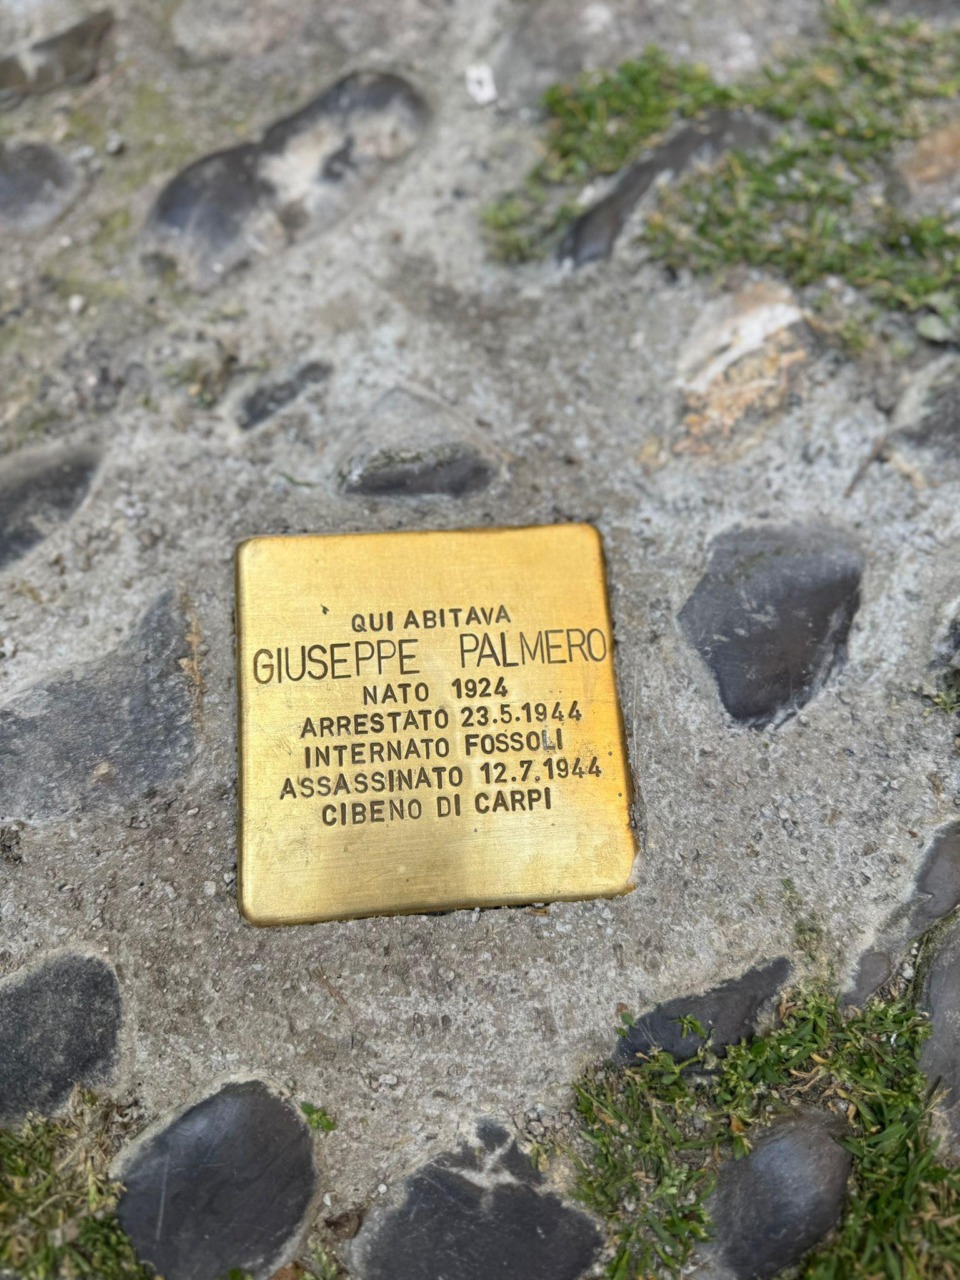 QUI ABITAVA
GIUSEPPE PALMERO
NATO 1924
ARRESTATO 23.5.1944
INTERNATO FOSSOLI
ASSASSINATO 12.7.1944
CIBENO DI CARPI